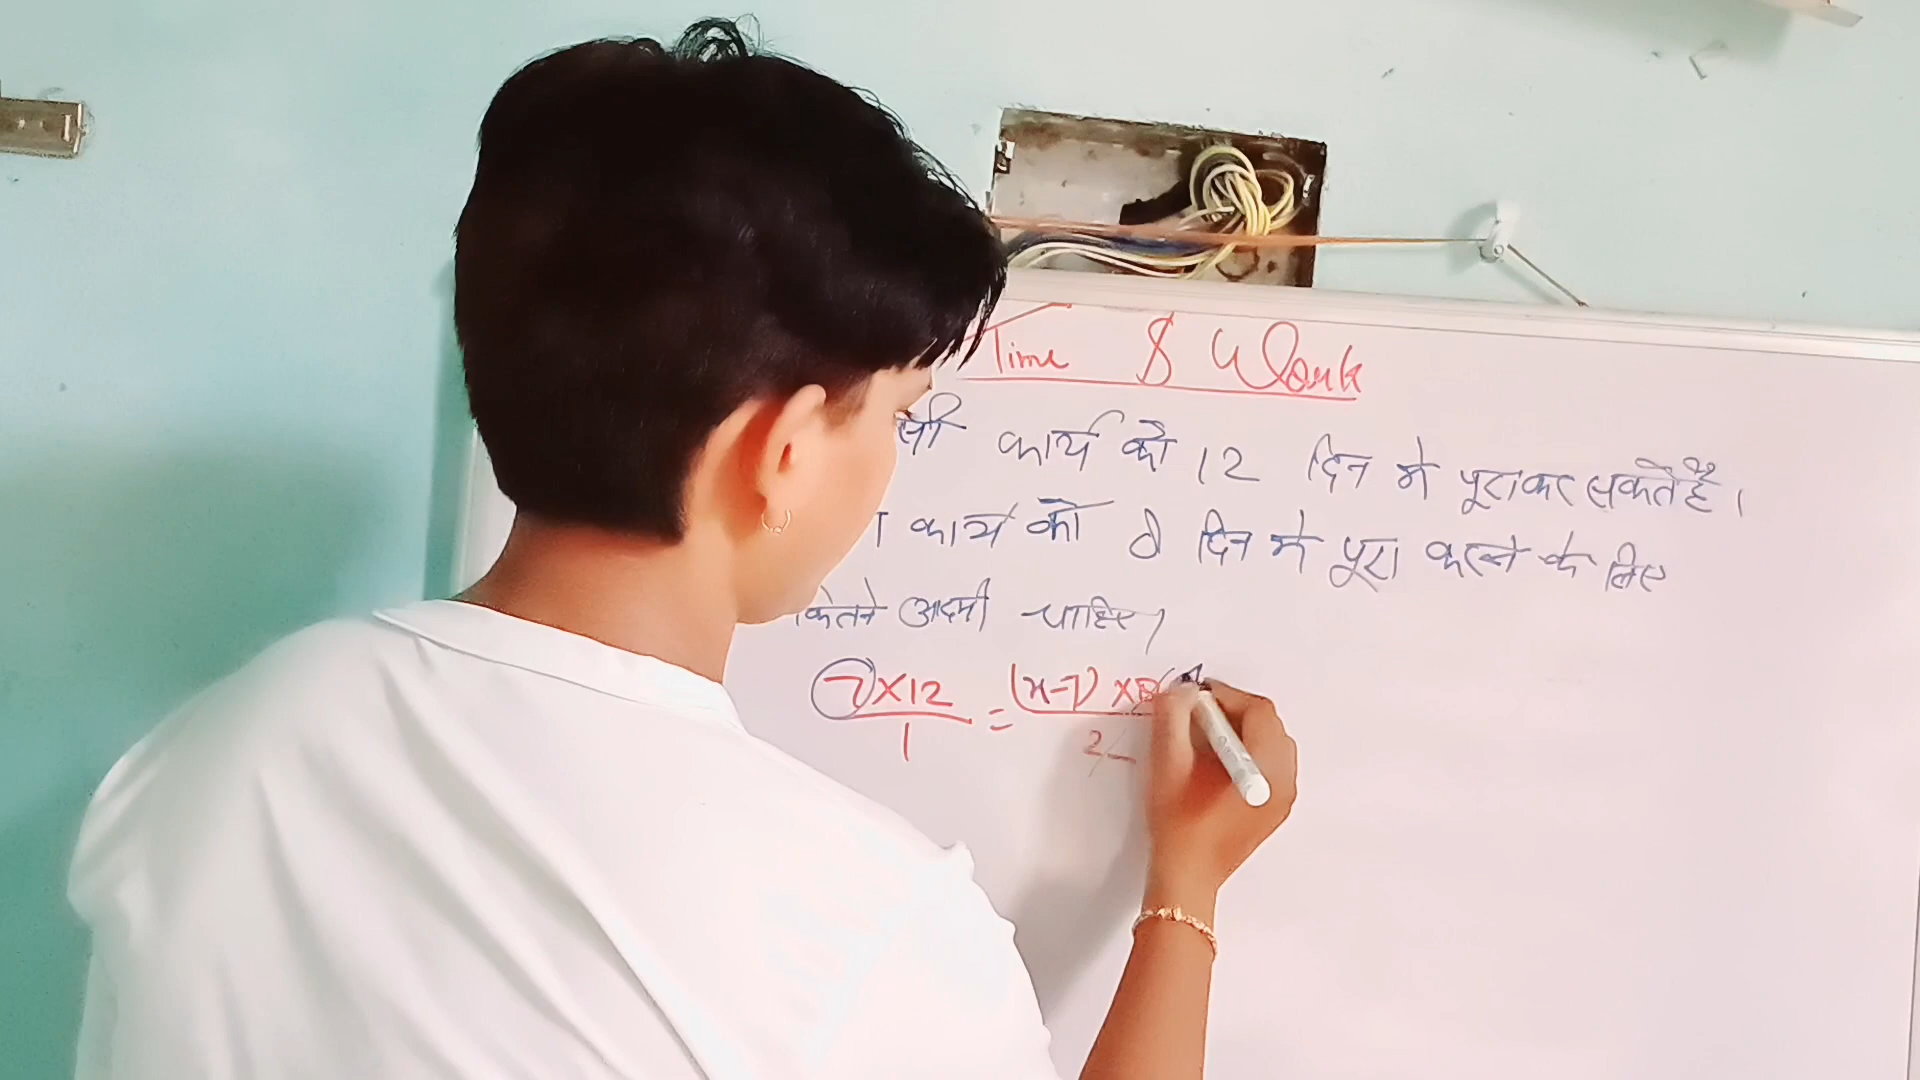 Time & Work
सी कार्य को 12 दिन मे पूरा कर सकते है।
कार्य को 8 दिन मे पूरा करने के लिए
कितने आदमी चाहिए।
7×12 = (x-7) ×8
1 2